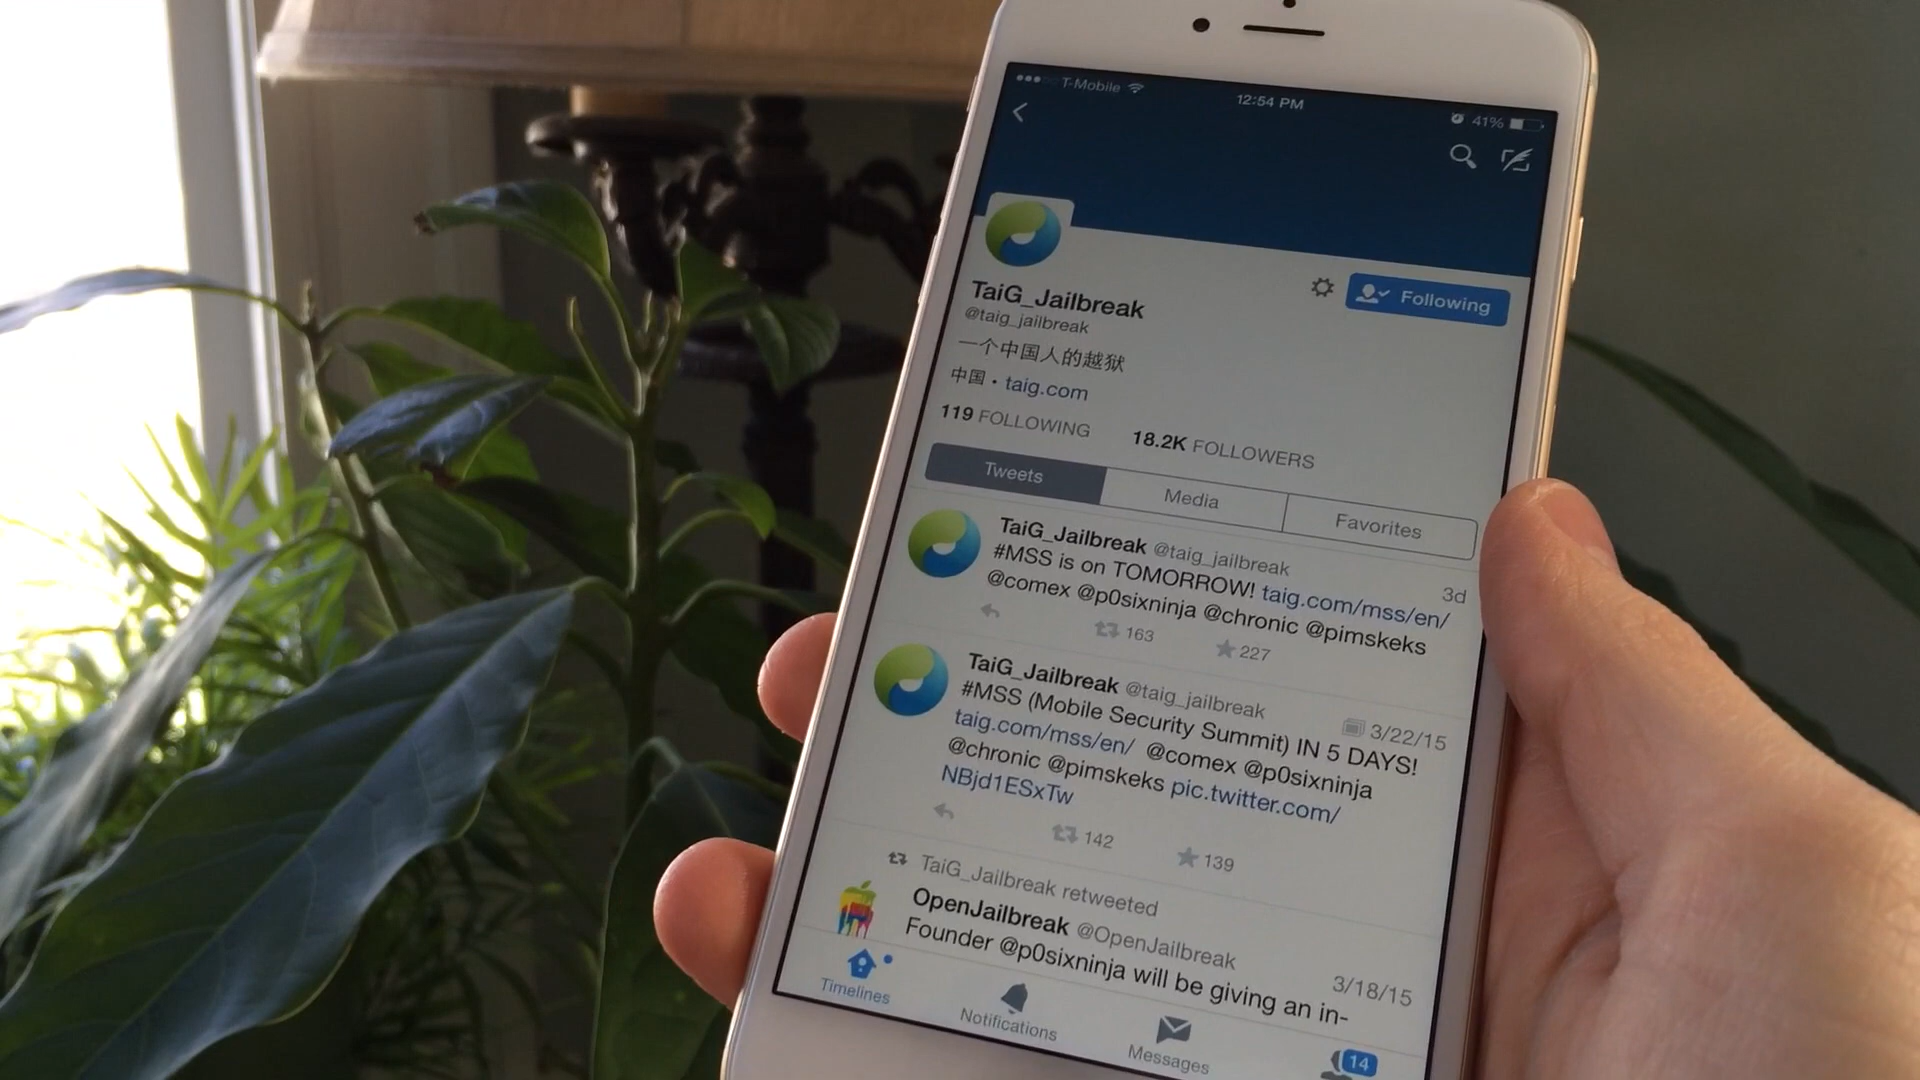 T-Mobile
12:54 PM
41%
TaiG_Jailbreak
@taig_jailbreak
Following
一个中国人的越狱
中国 • taig.com
119 FOLLOWING
18.2K FOLLOWERS
Tweets
Media
Favorites
TaiG_Jailbreak @taig_jailbreak
3d
#MSS is on TOMORROW! taig.com/mss/en/
@comex @p0sixninja @chronic @pimskeks
163
227
TaiG_Jailbreak @taig_jailbreak
3/22/15
#MSS (Mobile Security Summit) IN 5 DAYS!
taig.com/mss/en/ @comex @p0sixninja
@chronic @pimskeks pic.twitter.com/
NBjd1ESxTw
142
139
TaiG_Jailbreak retweeted
OpenJailbreak @OpenJailbreak
3/18/15
Founder @p0sixninja will be giving an in-
Timelines
Notifications
Messages
14